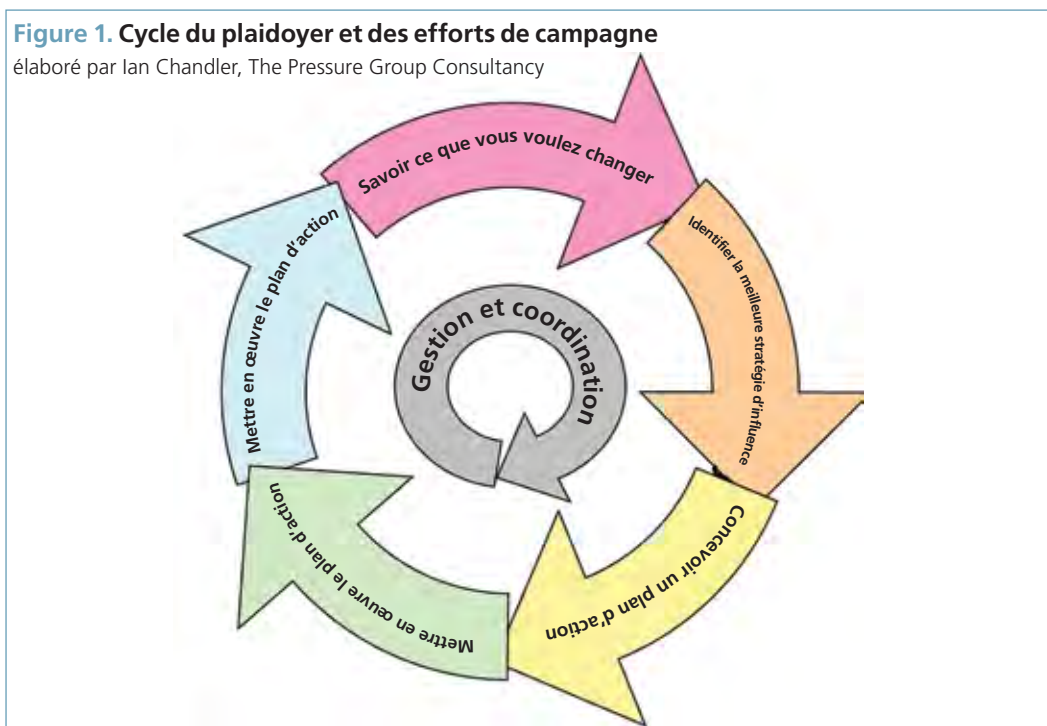 Figure 1. Cycle du plaidoyer et des efforts de campagne
élaboré par Ian Chandler, The Pressure Group Consultancy
Savoir ce que vous voulez changer
Identifier la meilleure stratégie d'influence
Concevoir un plan d'action
Mettre en œuvre le plan d'action
Mettre en œuvre le plan d'action
Gestion et coordination